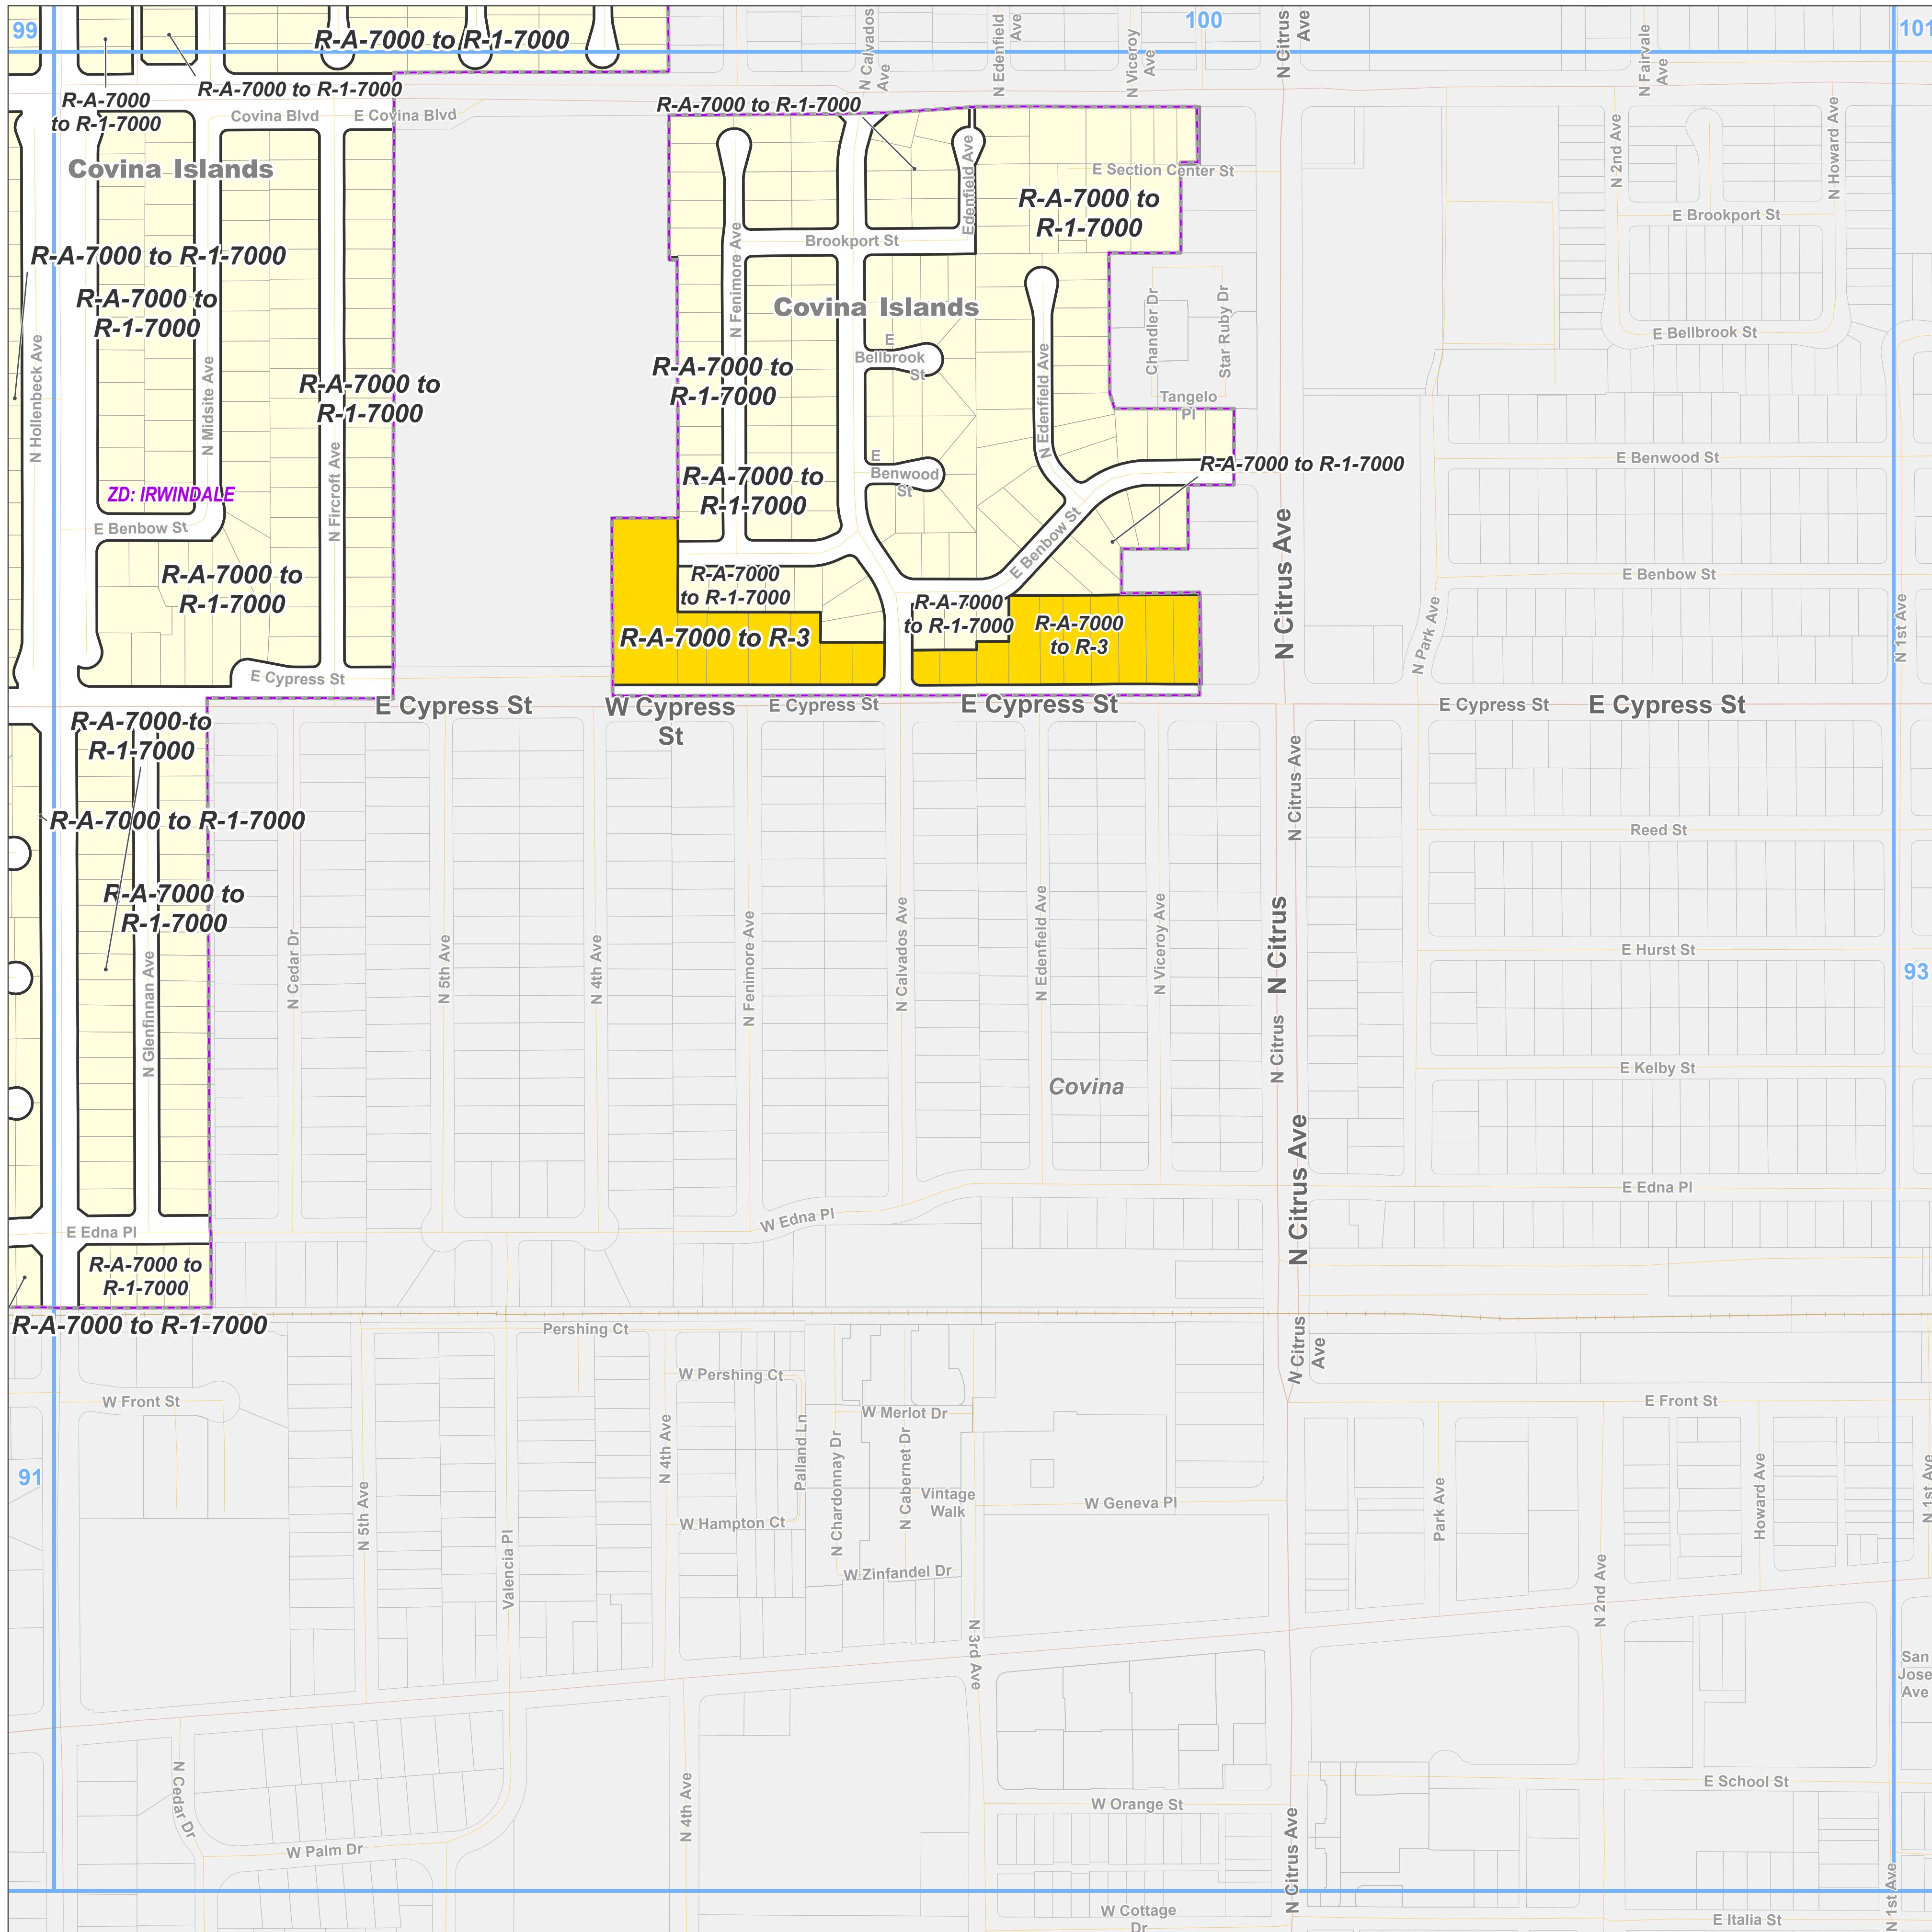 99
100
101
R-A-7000 to R-1-7000
N Calvados
Ave
N Edenfield
Ave
N Viceroy
Ave
N Citrus
Ave
N Fairvale
Ave
R-A-7000
to R-1-7000
R-A-7000 to R-1-7000
R-A-7000 to R-1-7000
Covina Blvd
E Covina Blvd
Covina Islands
Edenfield Ave
E Section Center St
N 2nd Ave
N Howard Ave
R-A-7000 to
R-1-7000
E Brookport St
Brookport St
R-A-7000 to R-1-7000
R-A-7000 to
R-1-7000
N Fenimore Ave
Covina Islands
Chandler Dr
Star Ruby Dr
E Bellbrook St
N Hollenbeck Ave
N Midsite Ave
E
Bellbrook
St
R-A-7000 to
R-1-7000
R-A-7000 to
R-1-7000
N Edenfield Ave
Tangelo
Pl
N Fircroft Ave
E
Benwood
St
R-A-7000 to R-1-7000
E Benwood St
R-A-7000 to
R-1-7000
ZD: IRWINDALE
E Benbow St
E Benbow St
N Citrus Ave
E Benbow St
R-A-7000 to
R-1-7000
R-A-7000
to R-1-7000
R-A-7000
to R-1-7000
R-A-7000
to R-3
R-A-7000 to R-3
N Park Ave
N 1st Ave
E Cypress St
E Cypress St
W Cypress
St
E Cypress St
E Cypress St
E Cypress St
E Cypress St
R-A-7000 to
R-1-7000
R-A-7000 to R-1-7000
N Citrus Ave
Reed St
R-A-7000 to
R-1-7000
N Glenfinnan Ave
N Cedar Dr
N 5th Ave
N 4th Ave
N Fenimore Ave
N Calvados Ave
N Edenfield Ave
N Viceroy Ave
N Citrus
E Hurst St
93
N Citrus
E Kelby St
Covina
N Citrus Ave
E Edna Pl
W Edna Pl
E Edna Pl
R-A-7000 to
R-1-7000
R-A-7000 to R-1-7000
Pershing Ct
N Citrus
Ave
W Pershing Ct
W Front St
W Merlot Dr
E Front St
91
N 5th Ave
Valencia Pl
N 4th Ave
Palland Ln
N Chardonnay Dr
N Cabernet Dr
Vintage
Walk
W Geneva Pl
Park Ave
Howard Ave
N 1st Ave
W Hampton Ct
W Zinfandel Dr
N 2nd Ave
N 3rd Ave
San
Jose
Ave
N Cedar Dr
N 4th Ave
E School St
W Orange St
N Citrus Ave
W Palm Dr
N 1st Ave
W Cottage
Dr
E Italia St